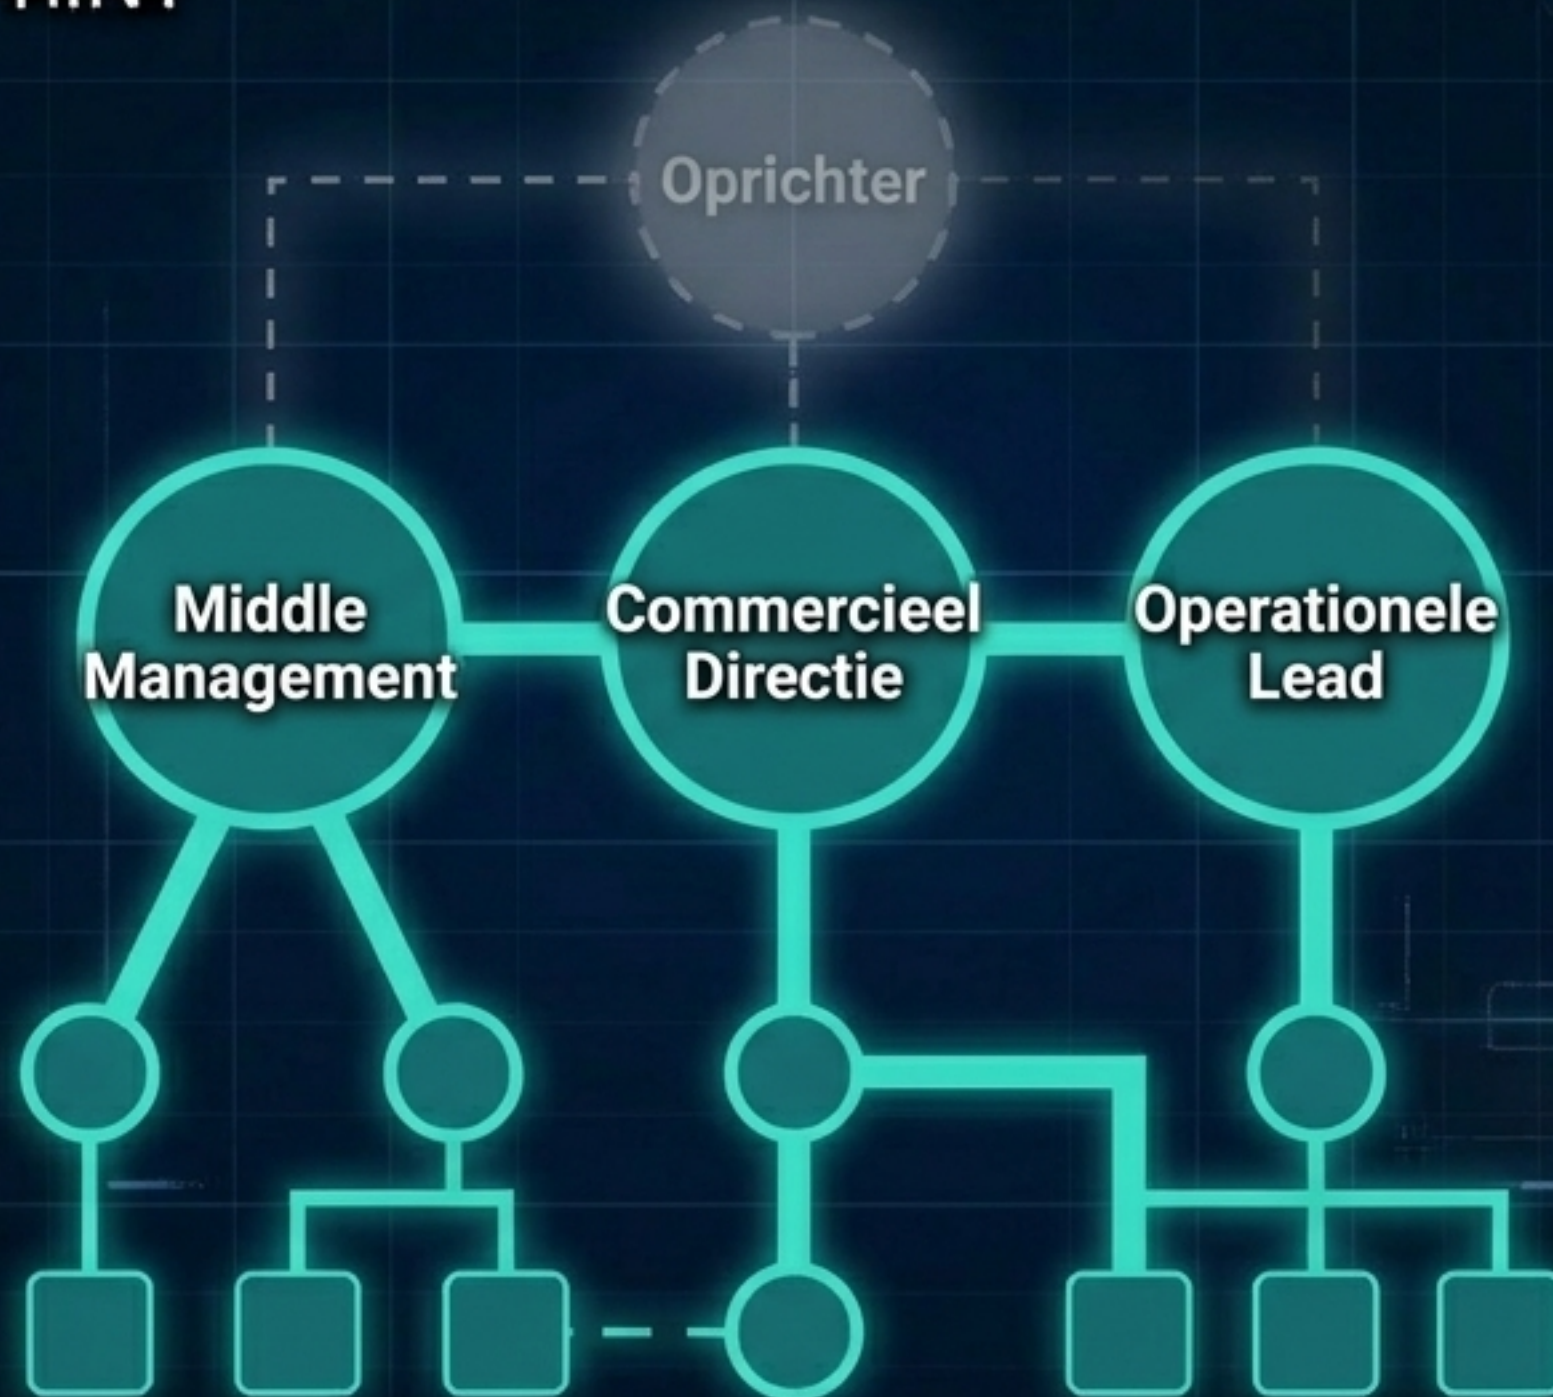 Oprichter
Middle
Management
Commercieel
Directie
Operationele
Lead